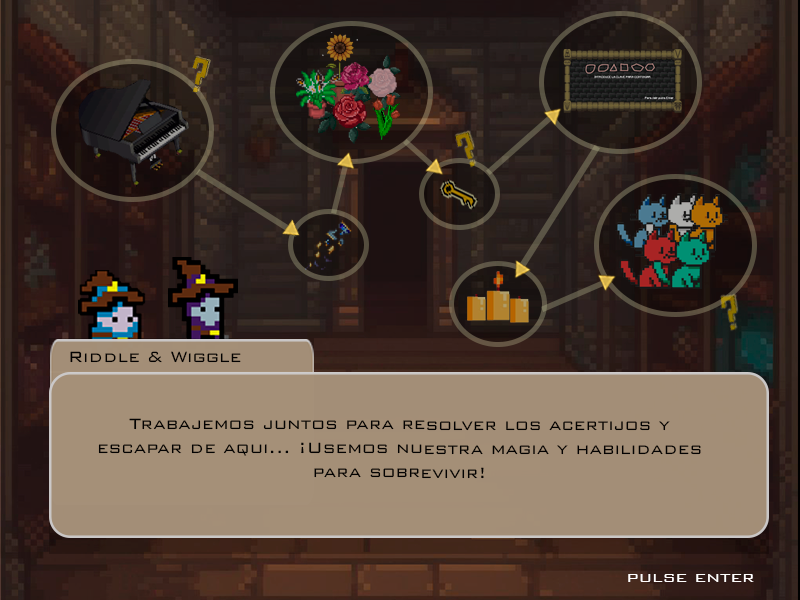 Riddle & Wiggle
Trabajemos juntos para resolver los acertijos y
escapar de aqui... ¡Usemos nuestra magia y habilidades
para sobrevivir!
PULSE ENTER